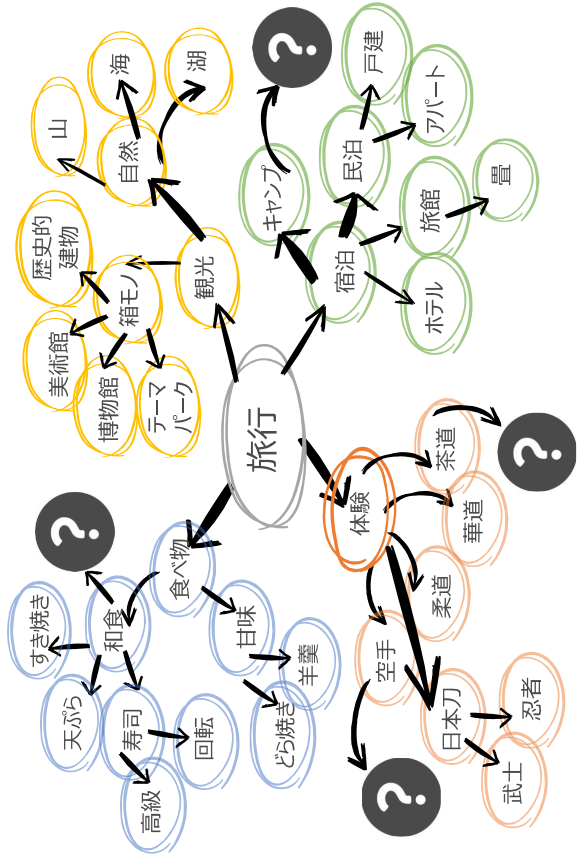 旅行
観光
自然
山
海
湖
箱モノ
歴史的
建物
美術館
博物館
テーマ
パーク
宿泊
キャンプ
?
民泊
戸建
アパート
旅館
畳
ホテル
体験
茶道
?
華道
柔道
空手
?
日本刀
忍者
武士
食べ物
和食
?
すき焼き
天ぷら
寿司
回転
高級
甘味
羊羹
どら焼き